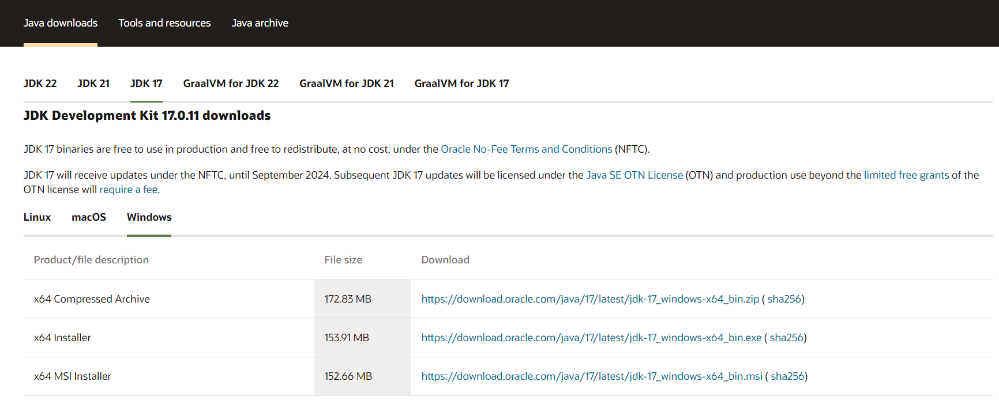 Java downloads Tools and resources Java archive
JDK 22 JDK 21 JDK 17 GraalVM for JDK 22 GraalVM for JDK 21 GraalVM for JDK 17
JDK Development Kit 17.0.11 downloads
JDK 17 binaries are free to use in production and free to redistribute, at no cost, under the Oracle No-Fee Terms and Conditions (NFTC).
JDK 17 will receive updates under the NFTC, until September 2024. Subsequent JDK 17 updates will be licensed under the Java SE OTN License (OTN) and production use beyond the limited free grants of the
OTN license will require a fee.
Linux macOS Windows
Product/file description File size Download
x64 Compressed Archive 172.83 MB https://download.oracle.com/java/17/latest/jdk-17_windows-x64_bin.zip ( sha256)
x64 Installer 153.91 MB https://download.oracle.com/java/17/latest/jdk-17_windows-x64_bin.exe ( sha256)
x64 MSI Installer 152.66 MB https://download.oracle.com/java/17/latest/jdk-17_windows-x64_bin.msi ( sha256)